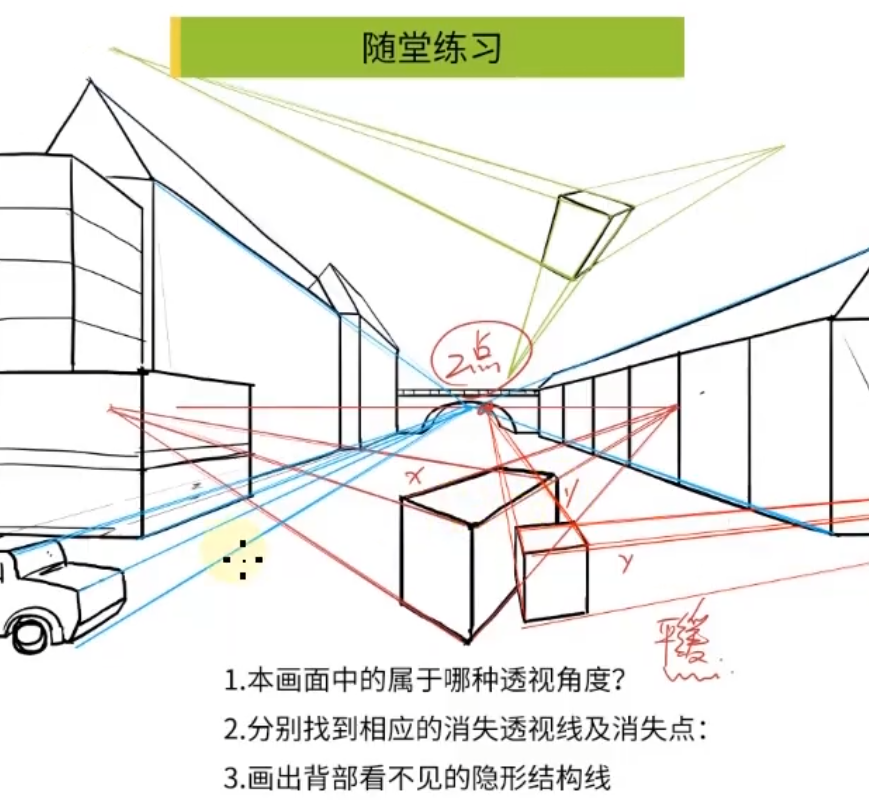 随堂练习
2点
x
y
y
平缓
1.本画面中的属于哪种透视角度?
2.分别找到相应的消失透视线及消失点:
3.画出背部看不见的隐形结构线